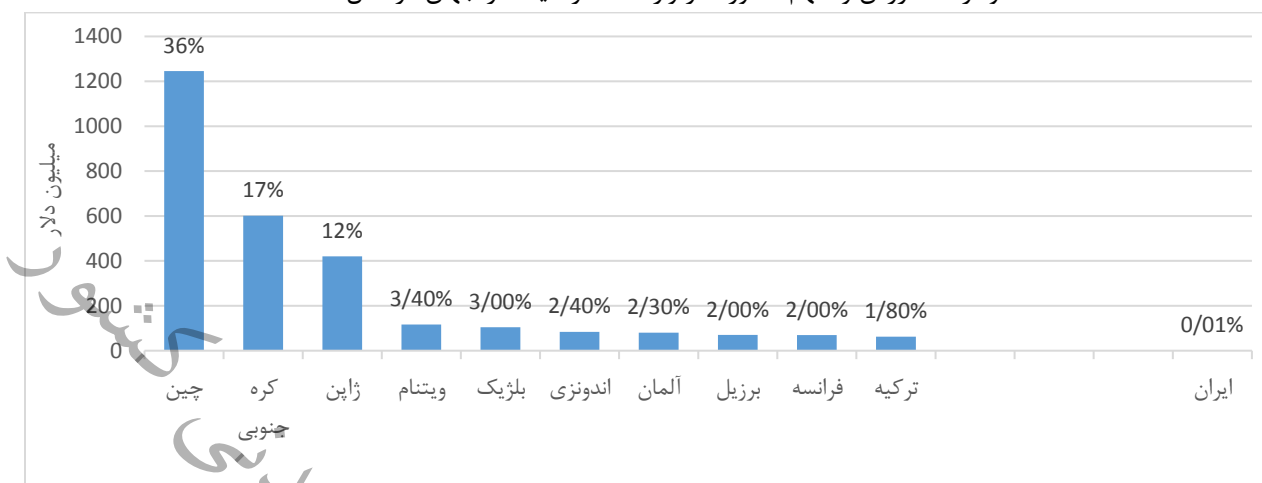 1400
1200
1000
800
600
400
200
0
میلیون دلار
36%
17%
12%
3/40%
3/00%
2/40%
2/30%
2/00%
2/00%
1/80%
0/01%
چین
کره جنوبی
ژاپن
ویتنام
بلژیک
اندونزی
آلمان
برزیل
فرانسه
ترکیه
ایران
کشور